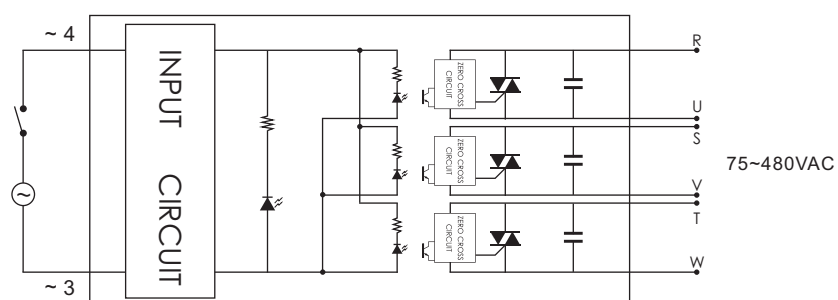 ~ 4
R
INPUT CIRCUIT
ZERO CROSS
CIRCUIT
U
S
ZERO CROSS
CIRCUIT
75~480VAC
V
T
ZERO CROSS
CIRCUIT
W
~ 3
~